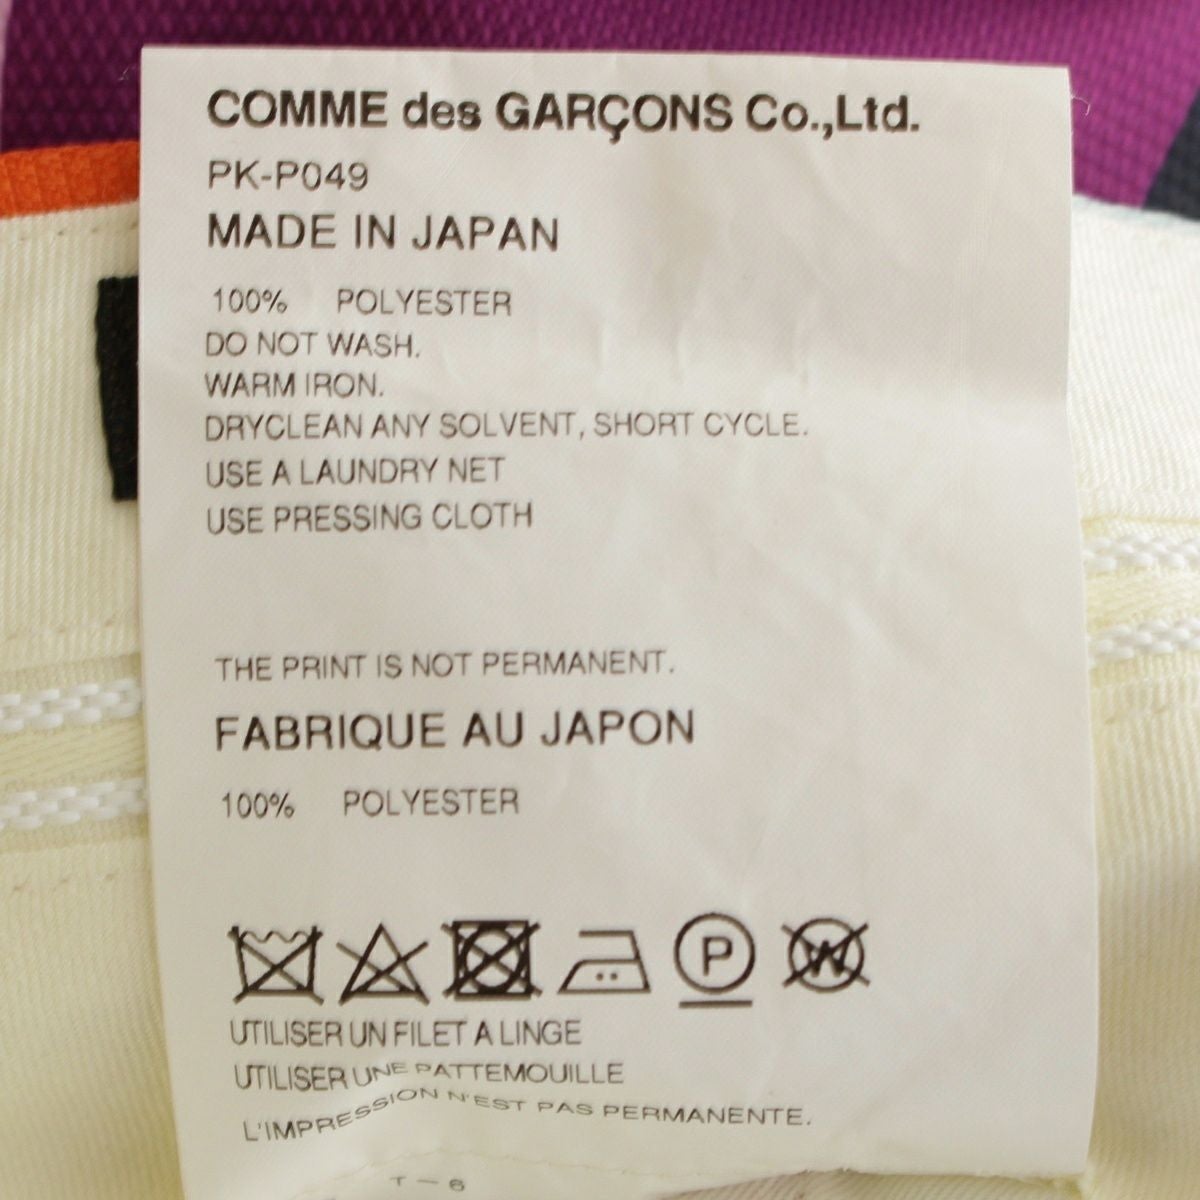 COMME des GARÇONS Co.,Ltd.
PK-P049
MADE IN JAPAN
100% POLYESTER
DO NOT WASH.
WARM IRON.
DRYCLEAN ANY SOLVENT, SHORT CYCLE.
USE A LAUNDRY NET
USE PRESSING CLOTH
THE PRINT IS NOT PERMANENT.
FABRIQUE AU JAPON
100% POLYESTER
P W
UTILISER UN FILET A LINGE
UTILISER UNE PATTEMOUILLE
L'IMPRESSION N'EST PAS PERMANENTE.
T - 6